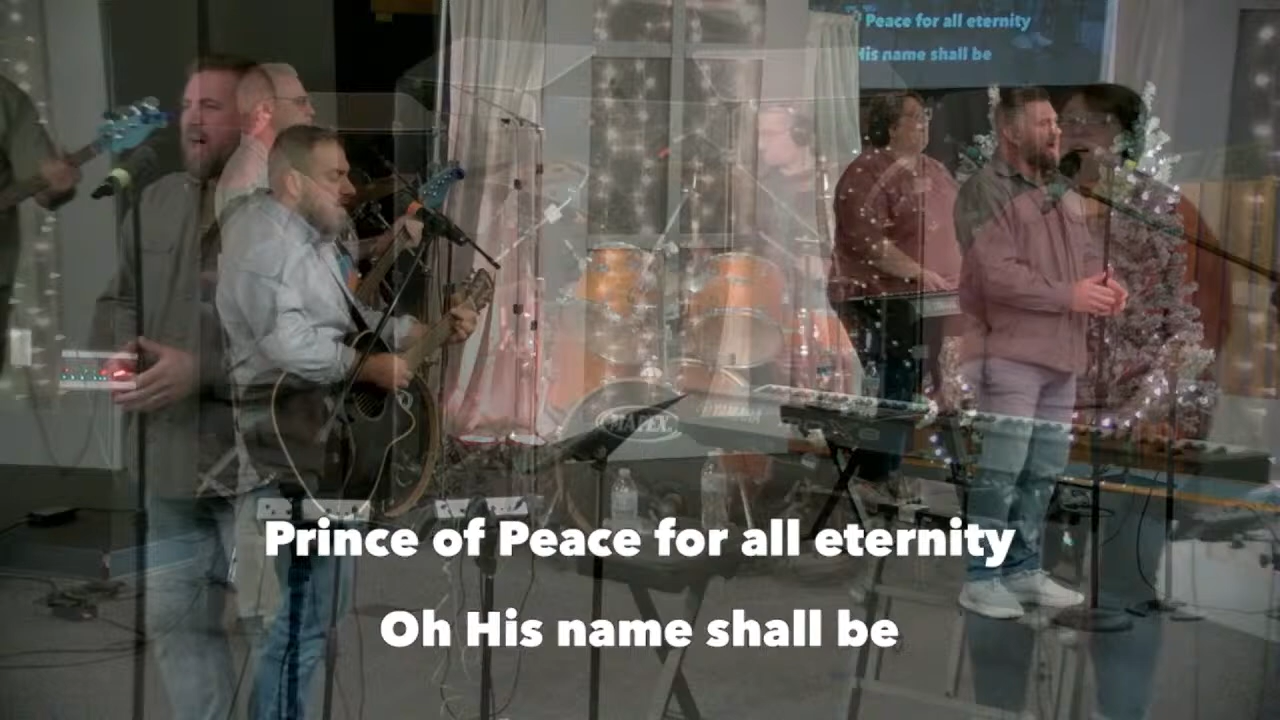 Peace for all eternity
His name shall be
MAPEX
Prince of Peace for all eternity
Oh His name shall be